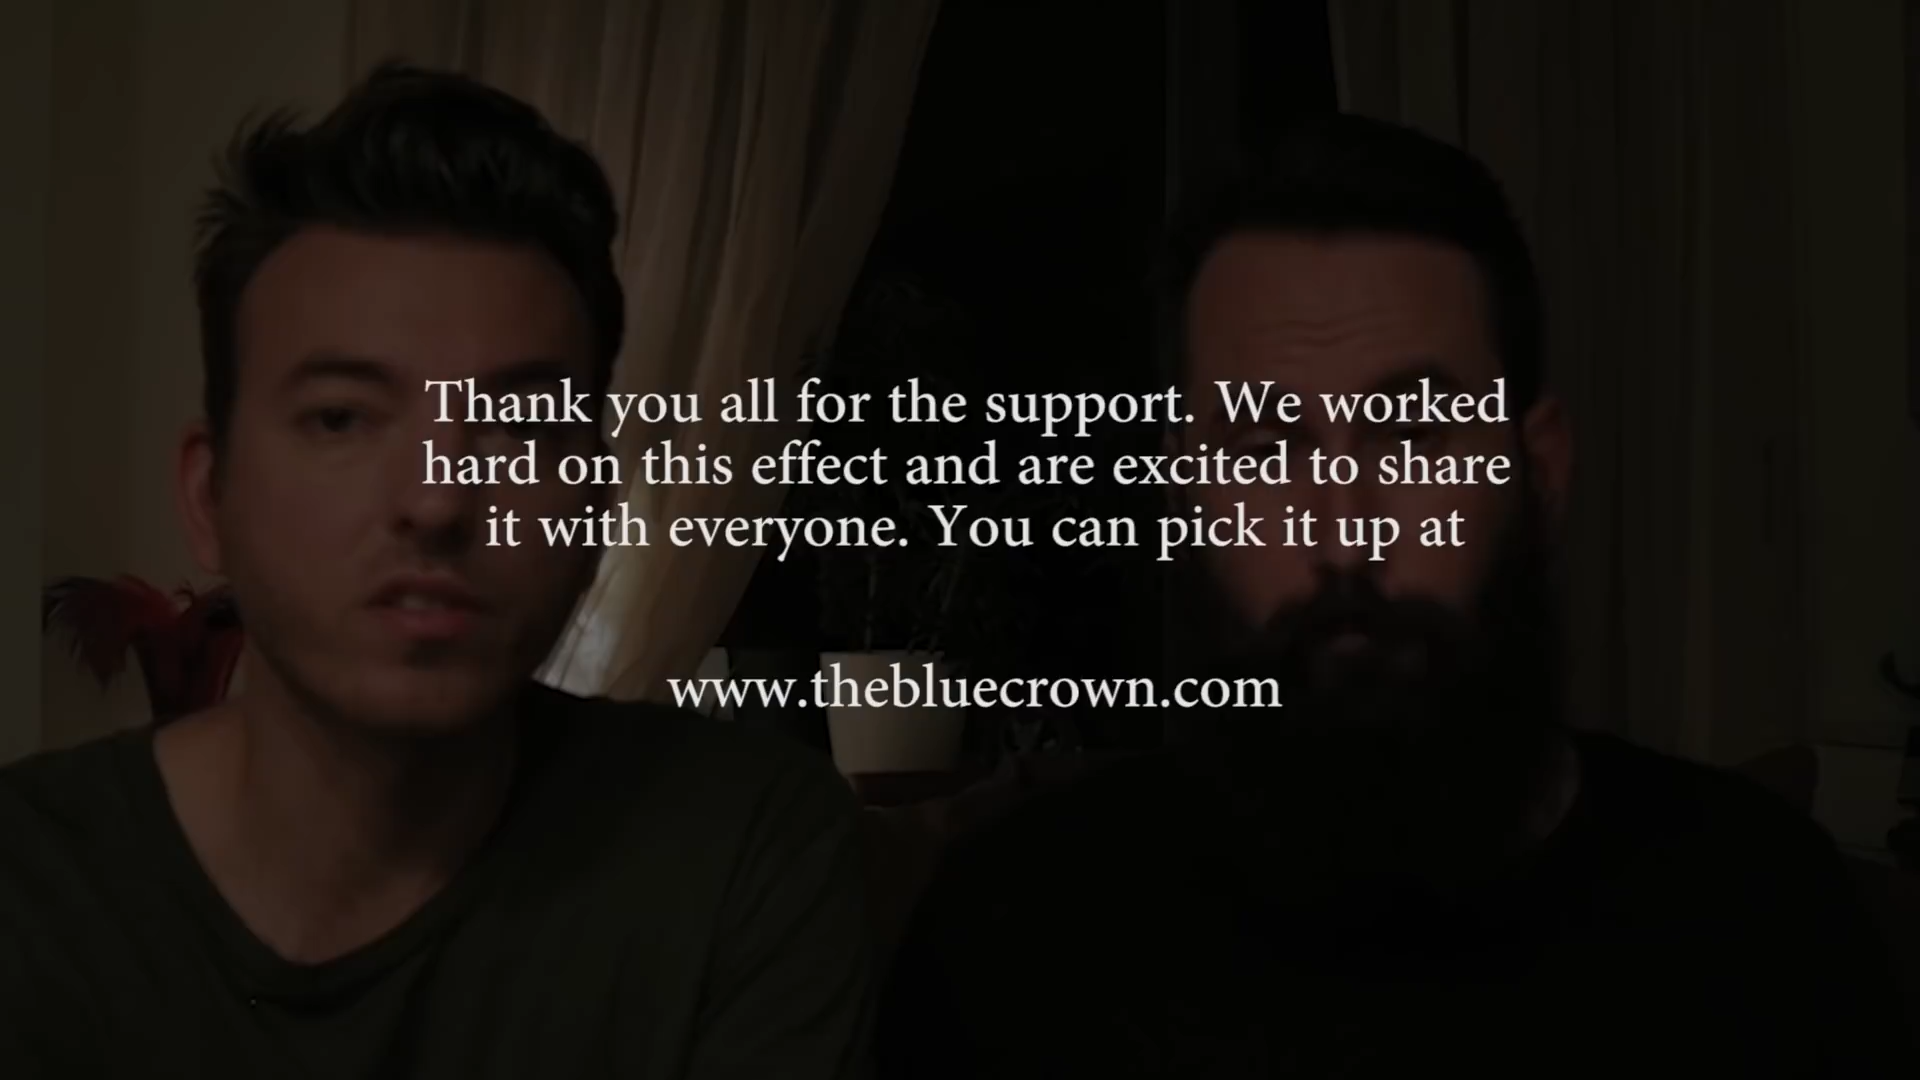 Thank you all for the support. We worked
hard on this effect and are excited to share
it with everyone. You can pick it up at
www.thebluecrown.com